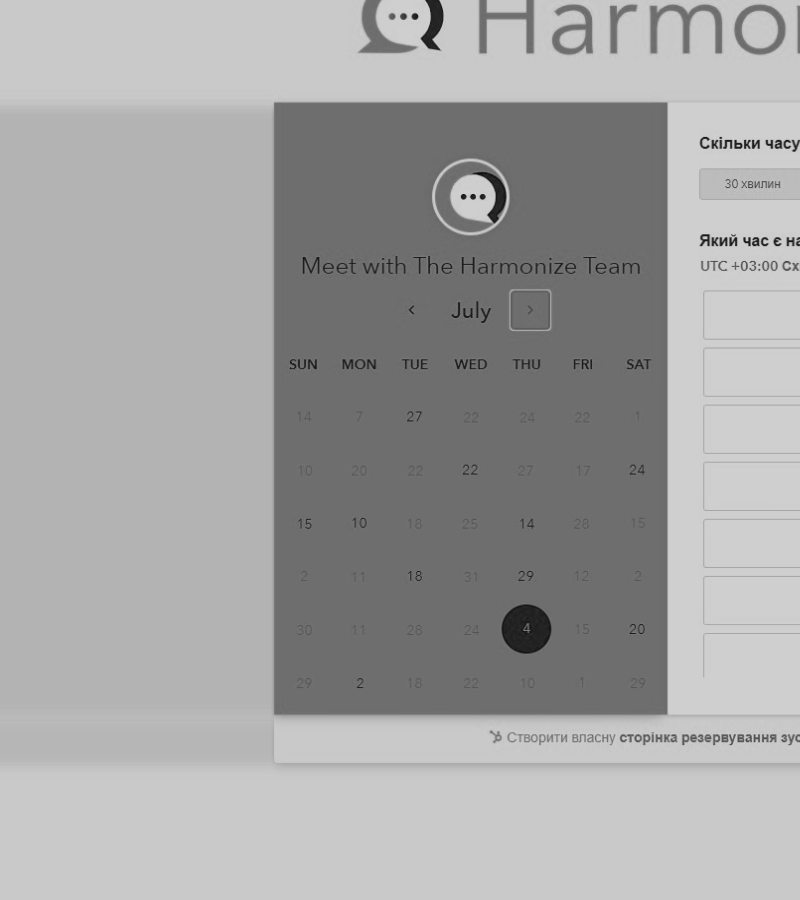 Harmon
Meet with The Harmonize Team
July
SUN MON TUE WED THU FRI SAT
14 7 27 22 24 22 1
10 20 22 22 27 17 24
15 10 18 25 14 28 15
2 11 18 31 29 12 2
30 11 28 24 4 15 20
29 2 18 22 10 1 29
Скільки часу
30 хвилин
Який час є на
UTC +03:00 Сх
Створити власну сторінка резервування зус